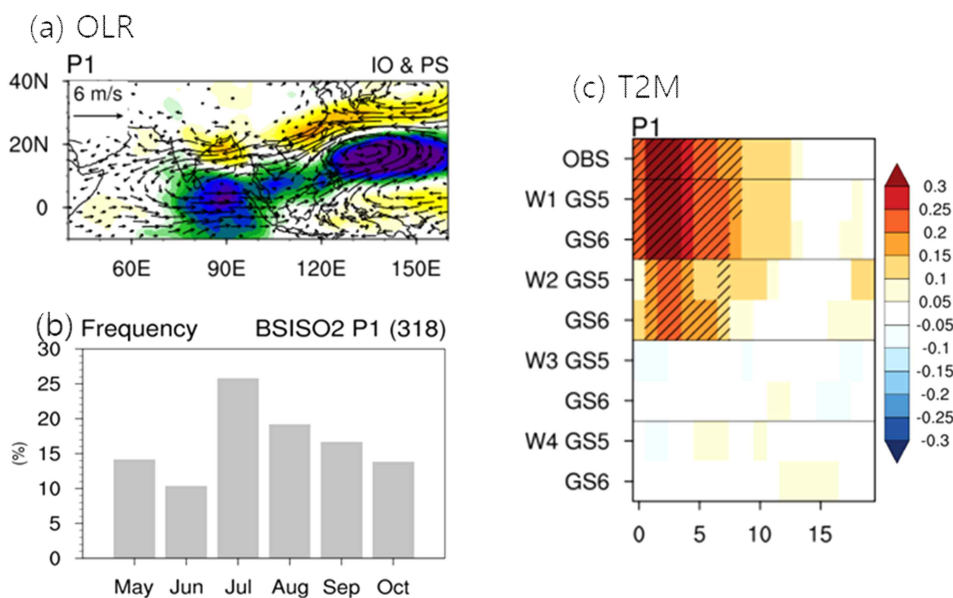 (a) OLR
P1 IO & PS
6 m/s
40N
20N
0
60E 90E 120E 150E
(b) Frequency BSISO2 P1 (318)
(%)
30
25
20
15
10
5
0
May Jun Jul Aug Sep Oct
(c) T2M
P1
OBS
W1 GS5
GS6
W2 GS5
GS6
W3 GS5
GS6
W4 GS5
GS6
0 5 10 15
0.3
0.25
0.2
0.1
0.05
-0.05
-0.1
-0.15
-0.2
-0.25
-0.3